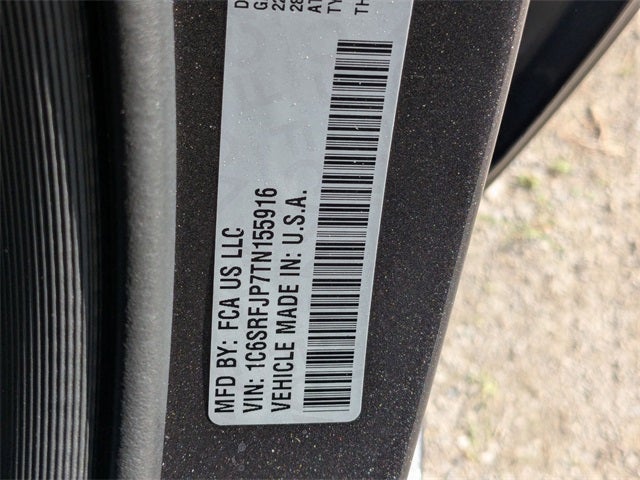 MFD BY: FCA US LLC
VIN: 1C6SRFJP7TN155916
VEHICLE MADE IN: U.S.A.